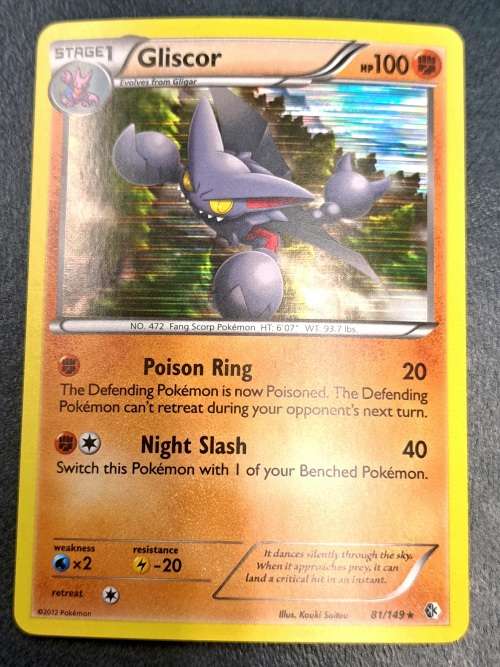 STAGE1 Gliscor HP100
Evolves from Gligar
NO. 472 Fang Scorp Pokémon HT: 6'07" WT: 93.7 lbs.
Poison Ring 20
The Defending Pokémon is now Poisoned. The Defending
Pokémon can't retreat during your opponent's next turn.
Night Slash 40
Switch this Pokémon with 1 of your Benched Pokémon.
weakness resistance
×2 -20
It dances silently through the sky.
When it approaches prey, it can
land a critical hit in an instant.
retreat
©2012 Pokémon Illus. Kouki Saitou 81/149★